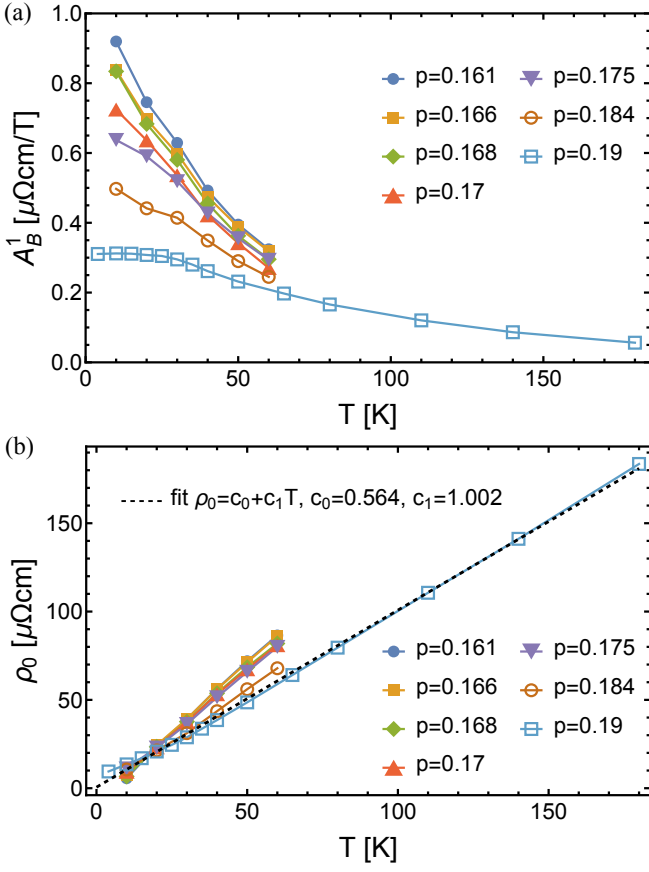 (a)
1.0
0.8
0.6
0.4
0.2
0.0
A_B^1 [μΩcm/T]
p=0.161 p=0.175
p=0.166 p=0.184
p=0.168 p=0.19
p=0.17
0 50 100 150
T [K]
(b)
150
100
50
0
ρ₀ [μΩcm]
fit ρ₀=c₀+c₁T, c₀=0.564, c₁=1.002
p=0.161 p=0.175
p=0.166 p=0.184
p=0.168 p=0.19
p=0.17
0 50 100 150
T [K]